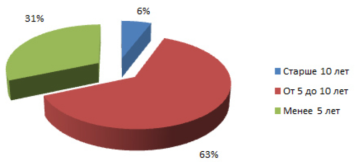 6%
31%
63%
Старше 10 лет
От 5 до 10 лет
Менее 5 лет